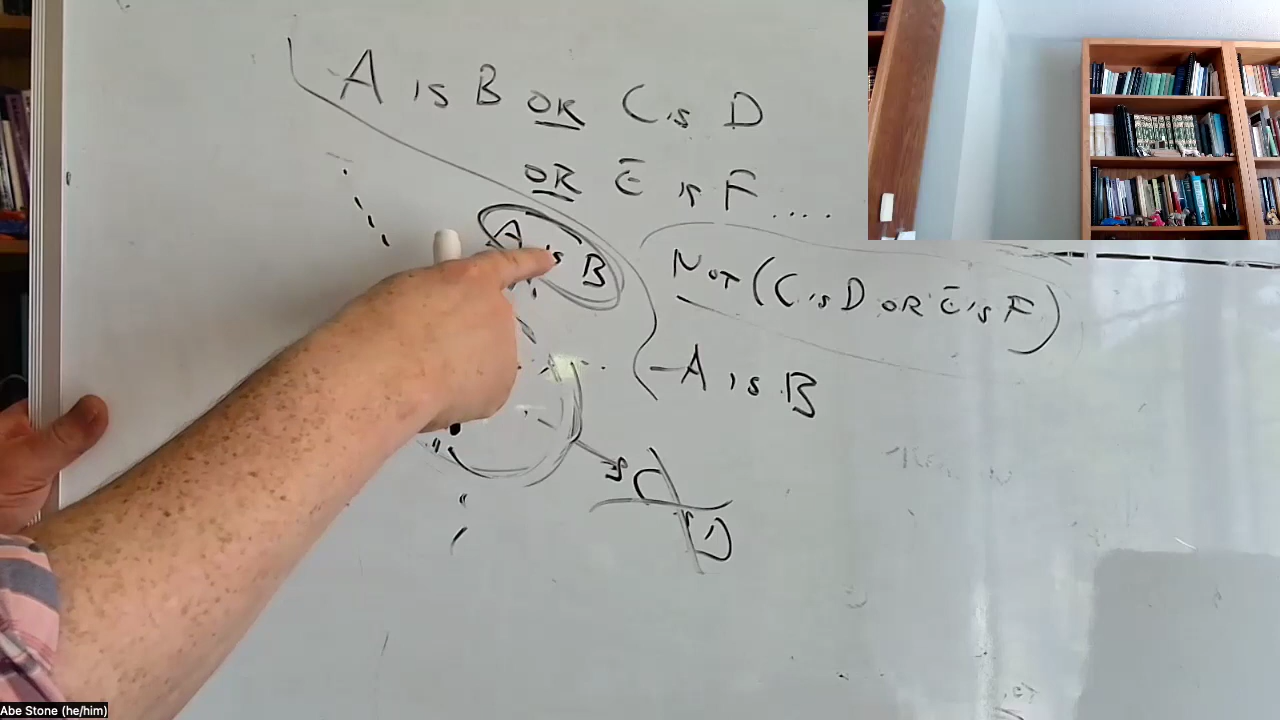 A is B OR C is D
OR E is F....
A is B
NOT (C is D OR E is F)
A is B
C
D
Abe Stone (he/him)